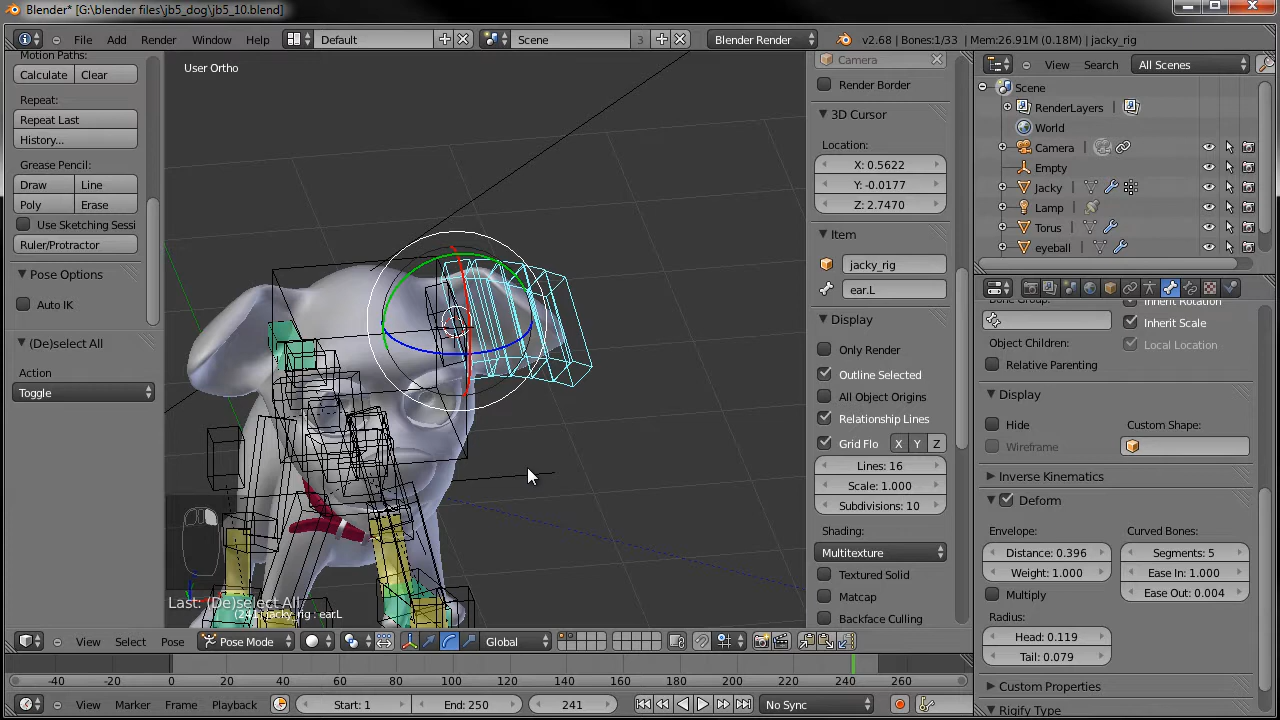 Blender* [G:\blender files\jb5_dog\jb5_10.blend]
File Add Render Window Help Default Scene 3 Blender Render v2.68 | Bones:1/33 | Mem:26.91M (0.18M) | jacky_rig
View Search All Scenes
Motion Paths:
Calculate Clear
Repeat:
Repeat Last
History...
Grease Pencil:
Draw Line
Poly Erase
Use Sketching Sessi
Ruler/Protractor
Pose Options
Auto IK
(De)select All
Action
Toggle
User Ortho
Last: (De)select All
(241) jacky_rig : ear.L
Camera
Render Border
3D Cursor
Location:
X: 0.5622
Y: -0.0177
Z: 2.7470
Item
jacky_rig
ear.L
Display
Only Render
Outline Selected
All Object Origins
Relationship Lines
Grid Flo X Y Z
Lines: 16
Scale: 1.000
Subdivisions: 10
Shading:
Multitexture
Textured Solid
Matcap
Backface Culling
Scene
RenderLayers
World
Camera
Empty
Jacky
Lamp
Torus
eyeball
Bone Group: Inherit Rotation
Inherit Scale
Object Children: Local Location
Relative Parenting
Display
Hide Custom Shape:
Wireframe
Inverse Kinematics
Deform
Envelope: Curved Bones:
Distance: 0.396 Segments: 5
Weight: 1.000 Ease In: 1.000
Multiply Ease Out: 0.004
Radius:
Head: 0.119
Tail: 0.079
Custom Properties
Rigify Type
View Select Pose Pose Mode Global
-40 -20 0 20 40 60 80 100 120 140 160 180 200 220 240 260
View Marker Frame Playback Start: 1 End: 250 241 No Sync